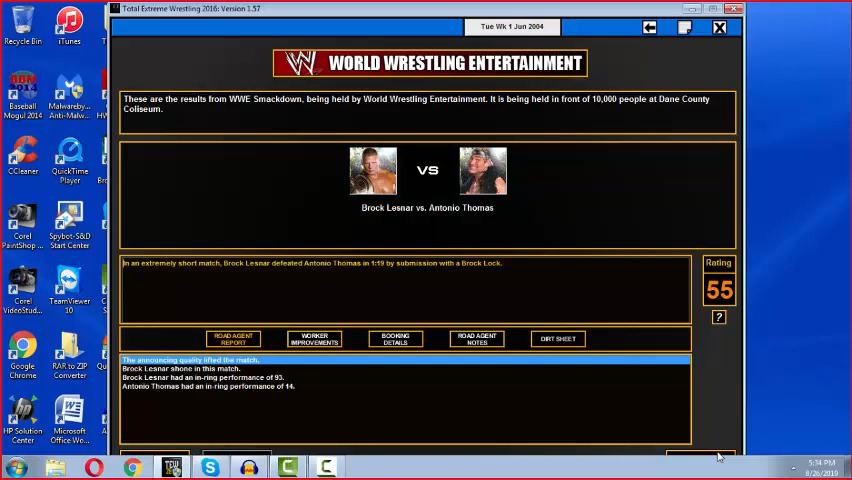 Total Extreme Wrestling 2016: Version 1.57
Tue Wk 1 Jun 2004
WORLD WRESTLING ENTERTAINMENT
These are the results from WWE Smackdown, being held by World Wrestling Entertainment. It is being held in front of 10,000 people at Dane County
Coliseum.
VS
Brock Lesnar vs. Antonio Thomas
In an extremely short match, Brock Lesnar defeated Antonio Thomas in 1:19 by submission with a Brock Lock.
Rating
55
?
ROAD AGENT
REPORT
WORKER
IMPROVEMENTS
BOOKING
DETAILS
ROAD AGENT
NOTES
DIRT SHEET
The announcing quality lifted the match.
Brock Lesnar shone in this match.
Brock Lesnar had an in-ring performance of 93.
Antonio Thomas had an in-ring performance of 14.
Recycle Bin
iTunes
Baseball
Mogul 2014
Malwareby...
Anti-Malw...
CCleaner
QuickTime
Player
Corel
PaintShop ...
Spybot-S&D
Start Center
Corel
VideoStud...
TeamViewer
10
Google
Chrome
RAR to ZIP
Converter
HP Solution
Center
Microsoft
Office Wo...
5:34 PM
8/26/2019